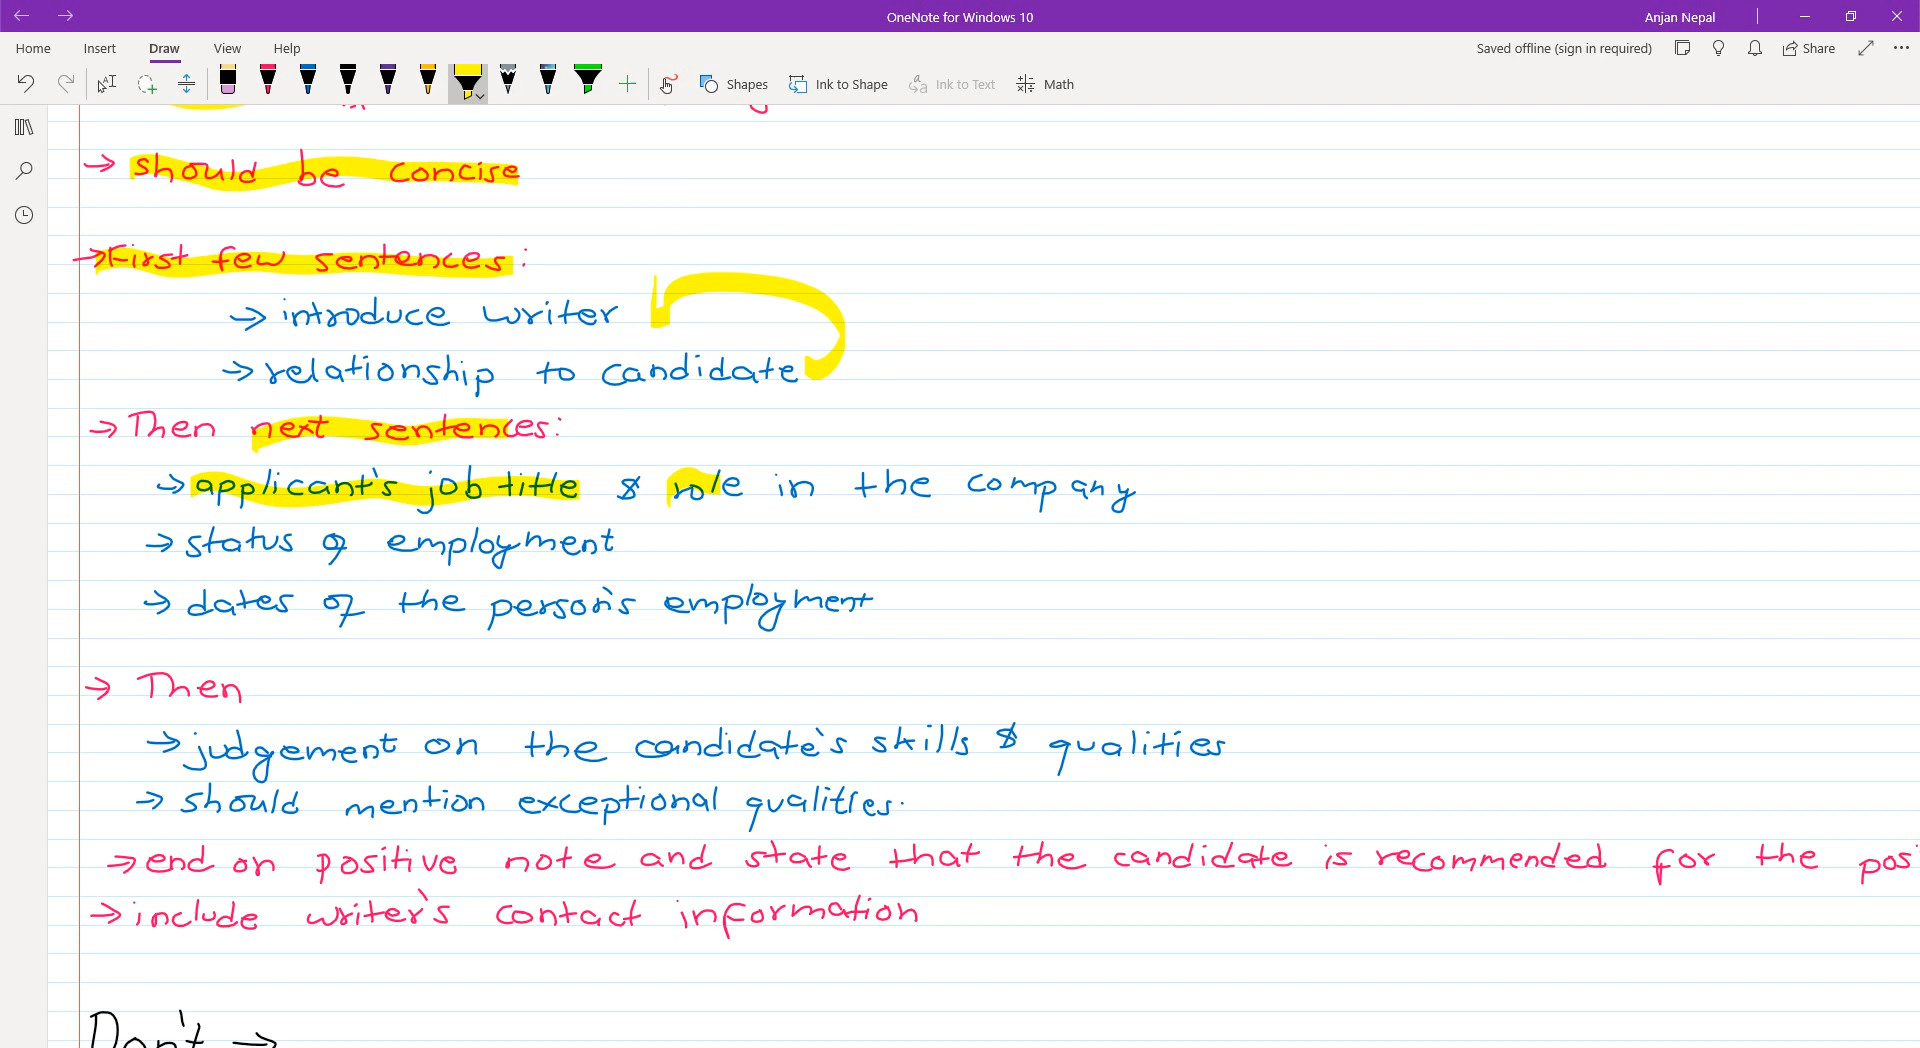 OneNote for Windows 10
Anjan Nepal
Home Insert Draw View Help
Saved offline (sign in required)
Share
Shapes
Ink to Shape
Ink to Text
Math
→ should be concise
→ First few sentences:
→ introduce writer
→ relationship to candidate
→ Then next sentences:
→ applicant's job title & role in the company
→ status of employment
→ dates of the person's employment
→ Then
→ judgement on the candidate's skills & qualities
→ should mention exceptional qualities.
→ end on positive note and state that the candidate is recommended for the pos
→ include writer's contact information
Don't →